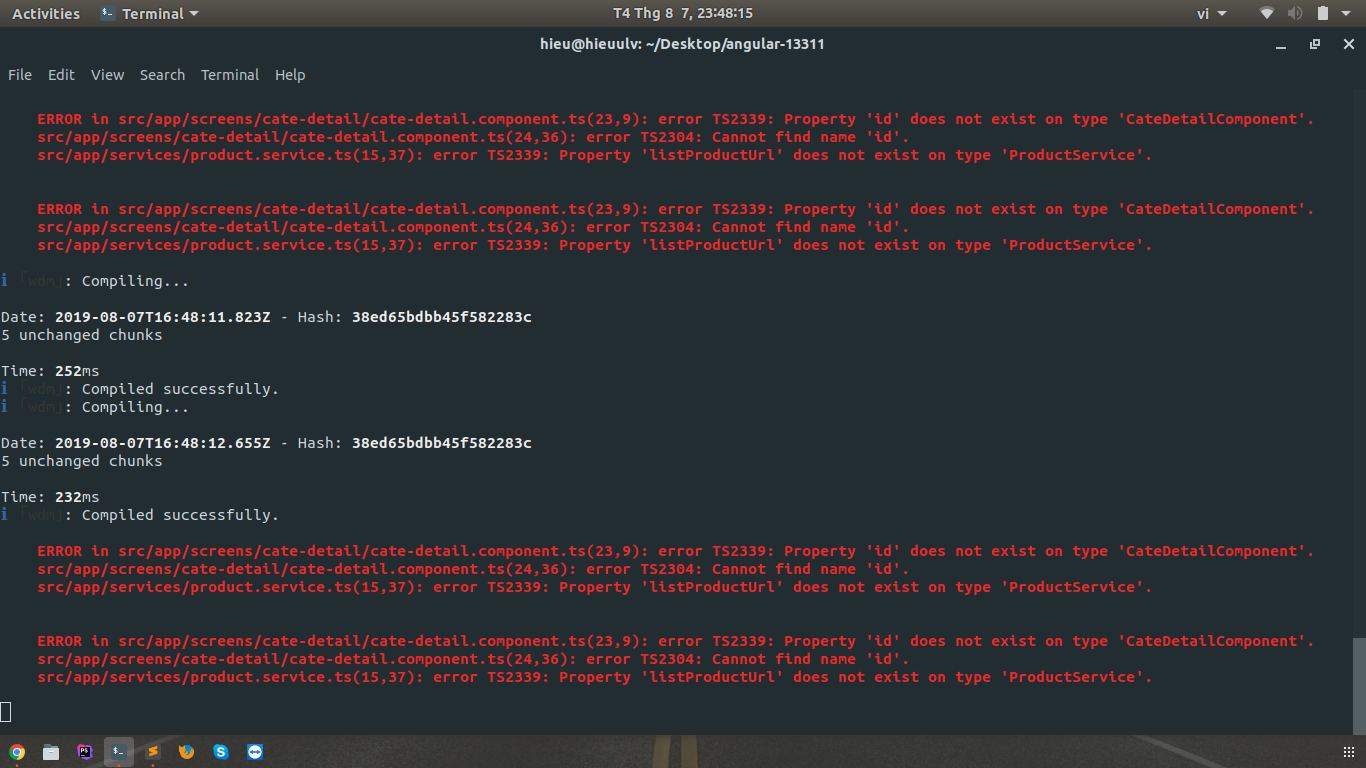 Activities Terminal T4 Thg 8 7, 23:48:15 vi
hieu@hieuulv: ~/Desktop/angular-13311
File Edit View Search Terminal Help
ERROR in src/app/screens/cate-detail/cate-detail.component.ts(23,9): error TS2339: Property 'id' does not exist on type 'CateDetailComponent'.
src/app/screens/cate-detail/cate-detail.component.ts(24,36): error TS2304: Cannot find name 'id'.
src/app/services/product.service.ts(15,37): error TS2339: Property 'listProductUrl' does not exist on type 'ProductService'.
ERROR in src/app/screens/cate-detail/cate-detail.component.ts(23,9): error TS2339: Property 'id' does not exist on type 'CateDetailComponent'.
src/app/screens/cate-detail/cate-detail.component.ts(24,36): error TS2304: Cannot find name 'id'.
src/app/services/product.service.ts(15,37): error TS2339: Property 'listProductUrl' does not exist on type 'ProductService'.
ℹ ｢wdm｣: Compiling...
Date: 2019-08-07T16:48:11.823Z - Hash: 38ed65bdbb45f582283c
5 unchanged chunks
Time: 252ms
ℹ ｢wdm｣: Compiled successfully.
ℹ ｢wdm｣: Compiling...
Date: 2019-08-07T16:48:12.655Z - Hash: 38ed65bdbb45f582283c
5 unchanged chunks
Time: 232ms
ℹ ｢wdm｣: Compiled successfully.
ERROR in src/app/screens/cate-detail/cate-detail.component.ts(23,9): error TS2339: Property 'id' does not exist on type 'CateDetailComponent'.
src/app/screens/cate-detail/cate-detail.component.ts(24,36): error TS2304: Cannot find name 'id'.
src/app/services/product.service.ts(15,37): error TS2339: Property 'listProductUrl' does not exist on type 'ProductService'.
ERROR in src/app/screens/cate-detail/cate-detail.component.ts(23,9): error TS2339: Property 'id' does not exist on type 'CateDetailComponent'.
src/app/screens/cate-detail/cate-detail.component.ts(24,36): error TS2304: Cannot find name 'id'.
src/app/services/product.service.ts(15,37): error TS2339: Property 'listProductUrl' does not exist on type 'ProductService'.